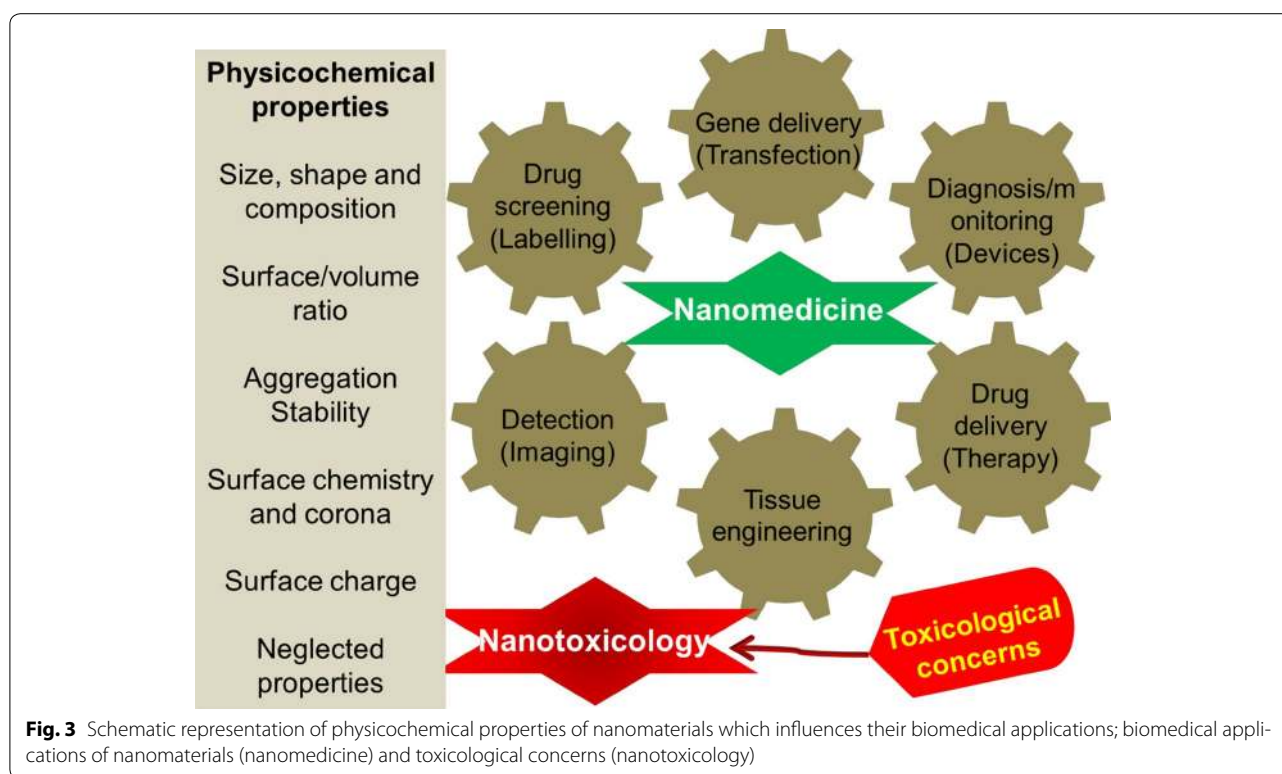 Physicochemical
properties
Size, shape and
composition
Surface/volume
ratio
Aggregation
Stability
Surface chemistry
and corona
Surface charge
Neglected
properties
Gene delivery
(Transfection)
Drug
screening
(Labelling)
Diagnosis/m
onitoring
(Devices)
Nanomedicine
Detection
(Imaging)
Drug
delivery
(Therapy)
Tissue
engineering
Nanotoxicology
Toxicological
concerns
Fig. 3 Schematic representation of physicochemical properties of nanomaterials which influences their biomedical applications; biomedical appli-
cations of nanomaterials (nanomedicine) and toxicological concerns (nanotoxicology)